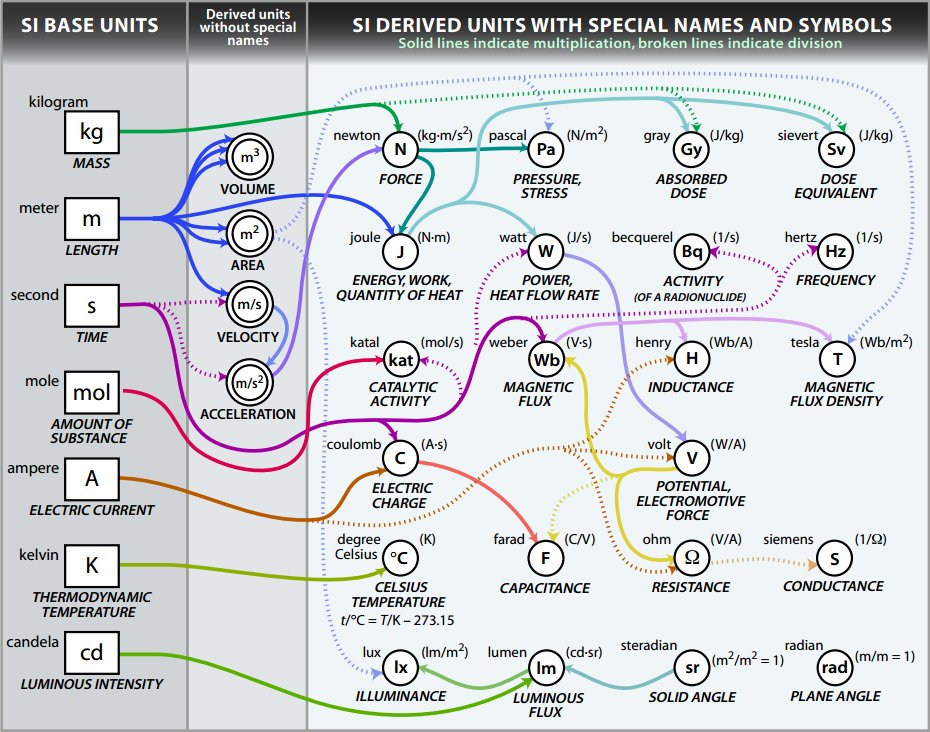 SI BASE UNITS
Derived units
without special
names
SI DERIVED UNITS WITH SPECIAL NAMES AND SYMBOLS
Solid lines indicate multiplication, broken lines indicate division
kilogram
kg
MASS
meter
m
LENGTH
second
s
TIME
mole
mol
AMOUNT OF
SUBSTANCE
ampere
A
ELECTRIC CURRENT
kelvin
K
THERMODYNAMIC
TEMPERATURE
candela
cd
LUMINOUS INTENSITY
m³
VOLUME
m²
AREA
m/s
VELOCITY
m/s²
ACCELERATION
newton (kg·m/s²)
N
FORCE
pascal (N/m²)
Pa
PRESSURE,
STRESS
gray (J/kg)
Gy
ABSORBED
DOSE
sievert (J/kg)
Sv
DOSE
EQUIVALENT
joule (N·m)
J
ENERGY, WORK,
QUANTITY OF HEAT
watt (J/s)
W
POWER,
HEAT FLOW RATE
becquerel (1/s)
Bq
ACTIVITY
(OF A RADIONUCLIDE)
hertz (1/s)
Hz
FREQUENCY
katal (mol/s)
kat
CATALYTIC
ACTIVITY
weber (V·s)
Wb
MAGNETIC
FLUX
henry (Wb/A)
H
INDUCTANCE
tesla (Wb/m²)
T
MAGNETIC
FLUX DENSITY
coulomb (A·s)
C
ELECTRIC
CHARGE
volt (W/A)
V
POTENTIAL,
ELECTROMOTIVE
FORCE
degree
Celsius (K)
°C
CELSIUS
TEMPERATURE
t/°C = T/K – 273.15
farad (C/V)
F
CAPACITANCE
ohm (V/A)
Ω
RESISTANCE
siemens (1/Ω)
S
CONDUCTANCE
lux (lm/m²)
lx
ILLUMINANCE
lumen (cd·sr)
lm
LUMINOUS
FLUX
steradian
sr (m²/m² = 1)
SOLID ANGLE
radian
rad (m/m = 1)
PLANE ANGLE